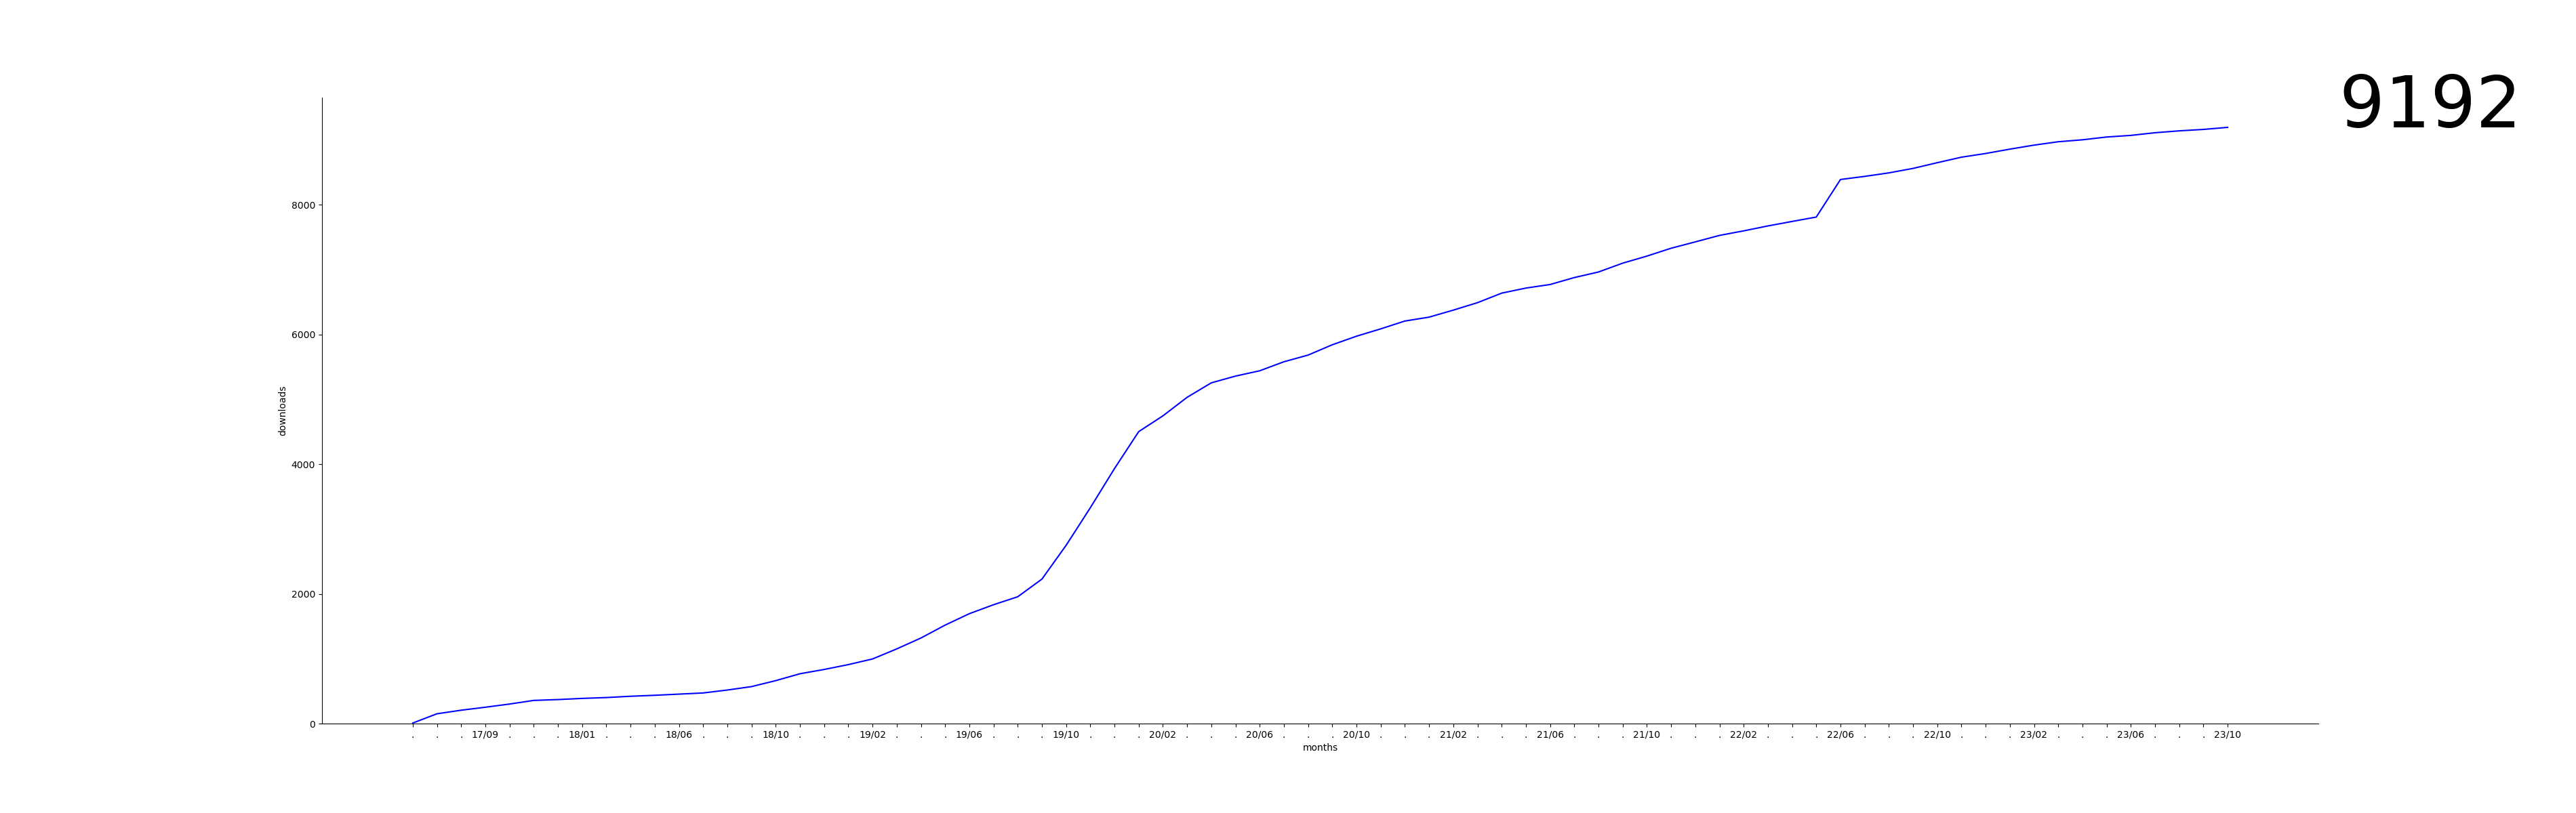 9192
8000
6000
4000
2000
0
downloads
. . . 17/09 . . . 18/01 . . . 18/06 . . . 18/10 . . . 19/02 . . . 19/06 . . . 19/10 . . . 20/02 . . . 20/06 . . . 20/10 . . . 21/02 . . . 21/06 . . . 21/10 . . . 22/02 . . . 22/06 . . . 22/10 . . . 23/02 . . . 23/06 . . . 23/10
months